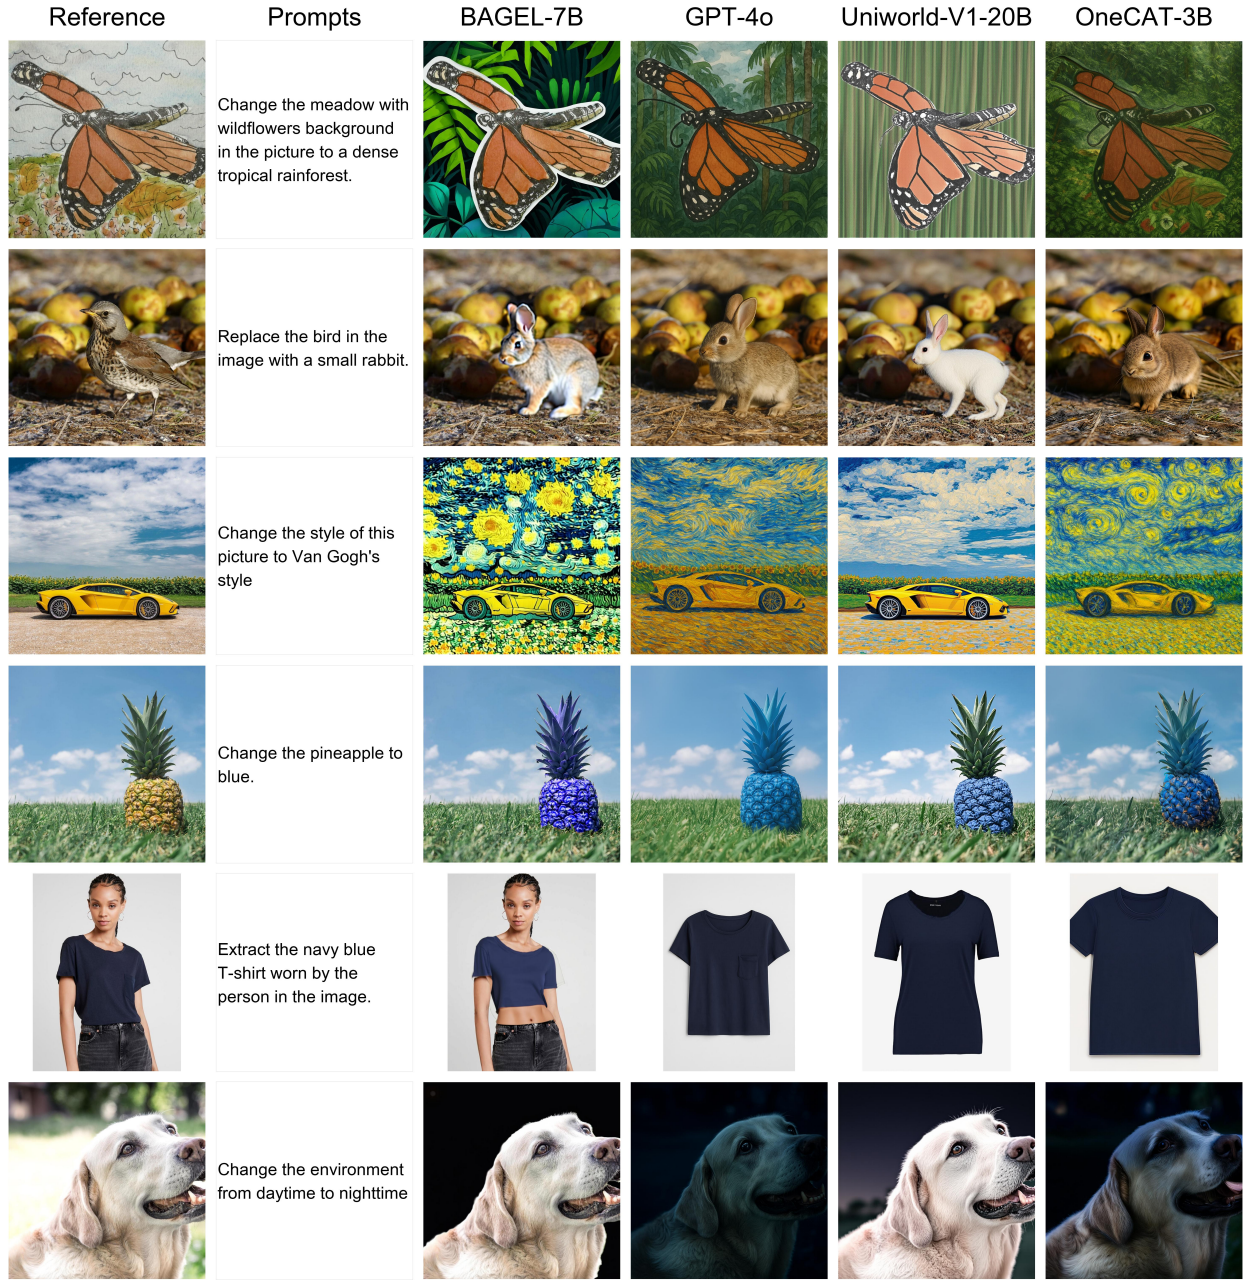 Reference
Prompts
BAGEL-7B
GPT-4o
Uniworld-V1-20B
OneCAT-3B
Change the meadow with
wildflowers background
in the picture to a dense
tropical rainforest.
Replace the bird in the
image with a small rabbit.
Change the style of this
picture to Van Gogh's
style
Change the pineapple to
blue.
Extract the navy blue
T-shirt worn by the
person in the image.
Change the environment
from daytime to nighttime